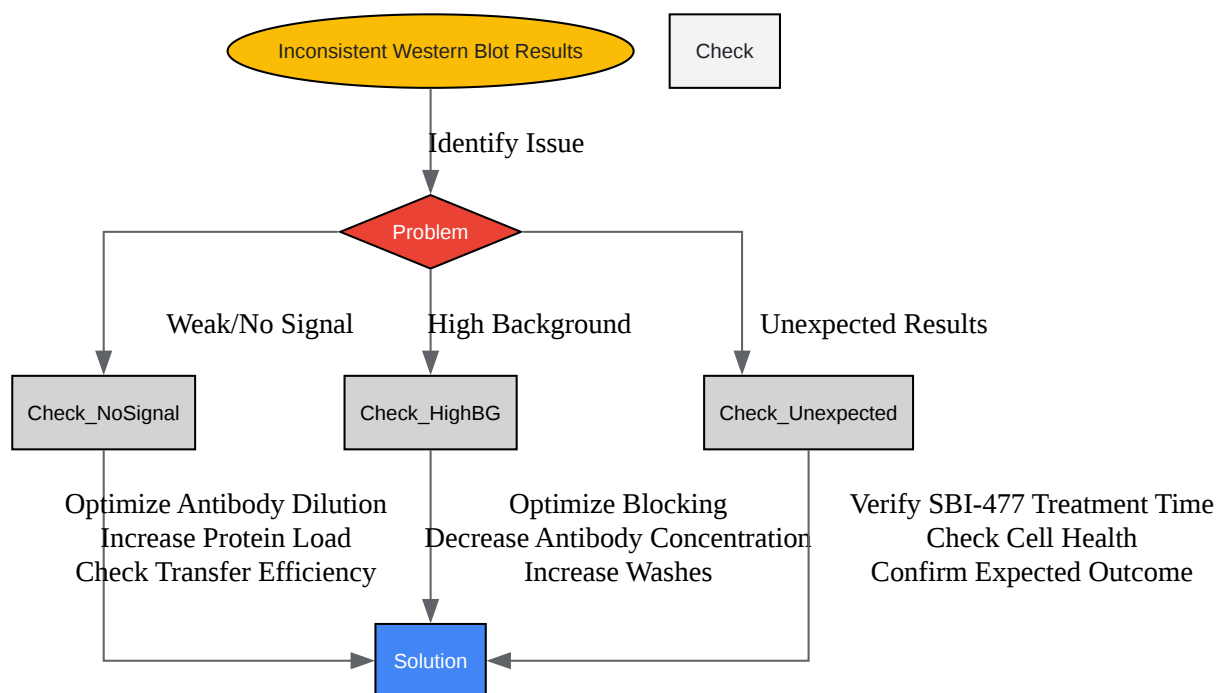 Inconsistent Western Blot Results
Check
Identify Issue
Problem
Weak/No Signal
High Background
Unexpected Results
Check_NoSignal
Check_HighBG
Check_Unexpected
Optimize Antibody Dilution
Increase Protein Load
Check Transfer Efficiency
Optimize Blocking
Decrease Antibody Concentration
Increase Washes
Verify SBI-477 Treatment Time
Check Cell Health
Confirm Expected Outcome
Solution